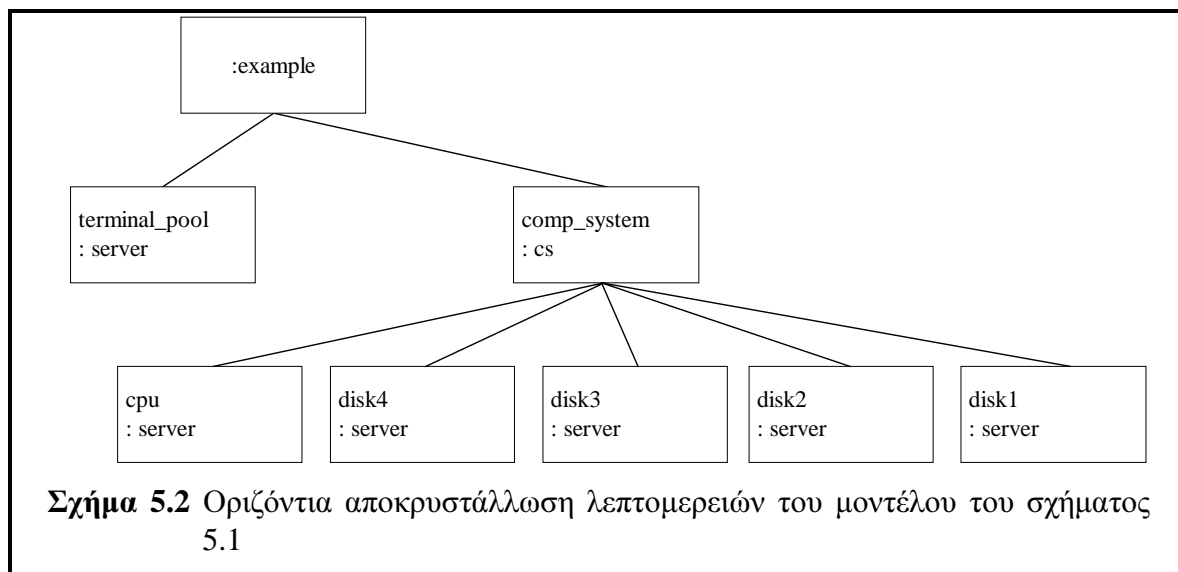 :example
terminal_pool
: server
comp_system
: cs
cpu
: server
disk4
: server
disk3
: server
disk2
: server
disk1
: server
Σχήμα 5.2 Οριζόντια αποκρυστάλλωση λεπτομερειών του μοντέλου του σχήματος
5.1